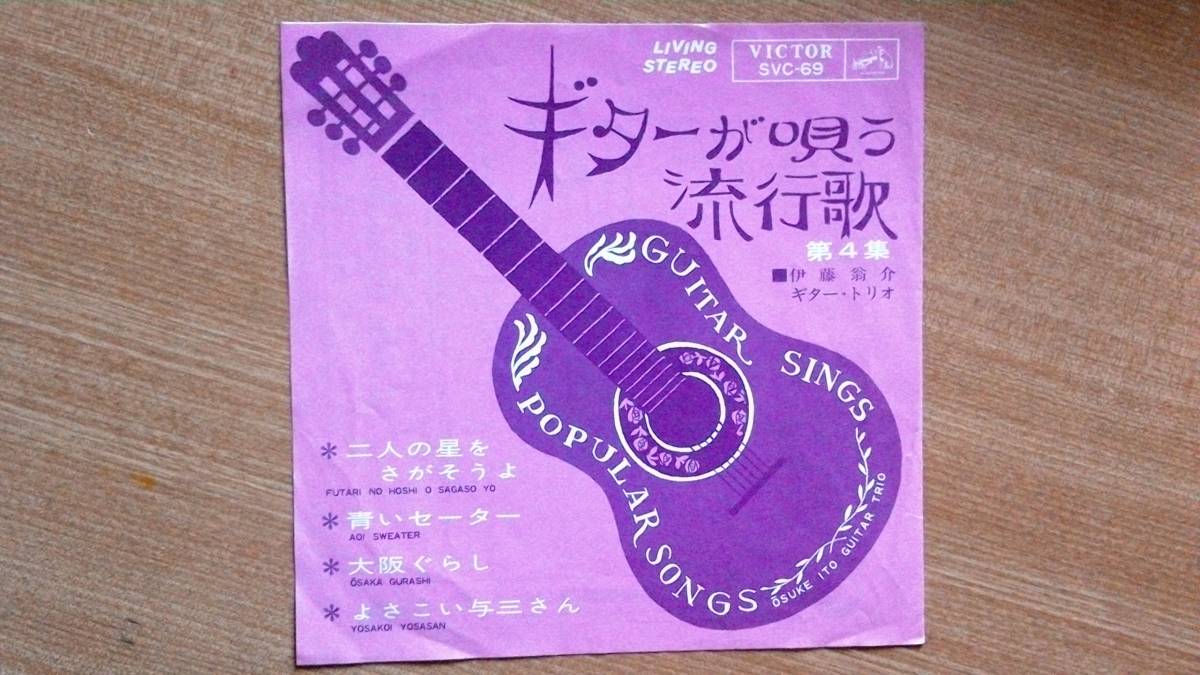 LIVING
STEREO
VICTOR
SVC-69
ギターが唄う
流行歌
第4集
■伊藤翁介
ギター・トリオ
GUITAR SINGS
POPULAR SONGS
ŌSUKE ITO GUITAR TRIO
*二人の星を
さがそうよ
FUTARI NO HOSHI O SAGASO YO
*青いセーター
AOI SWEATER
*大阪ぐらし
ŌSAKA GURASHI
*よさこい与三さん
YOSAKOI YOSASAN